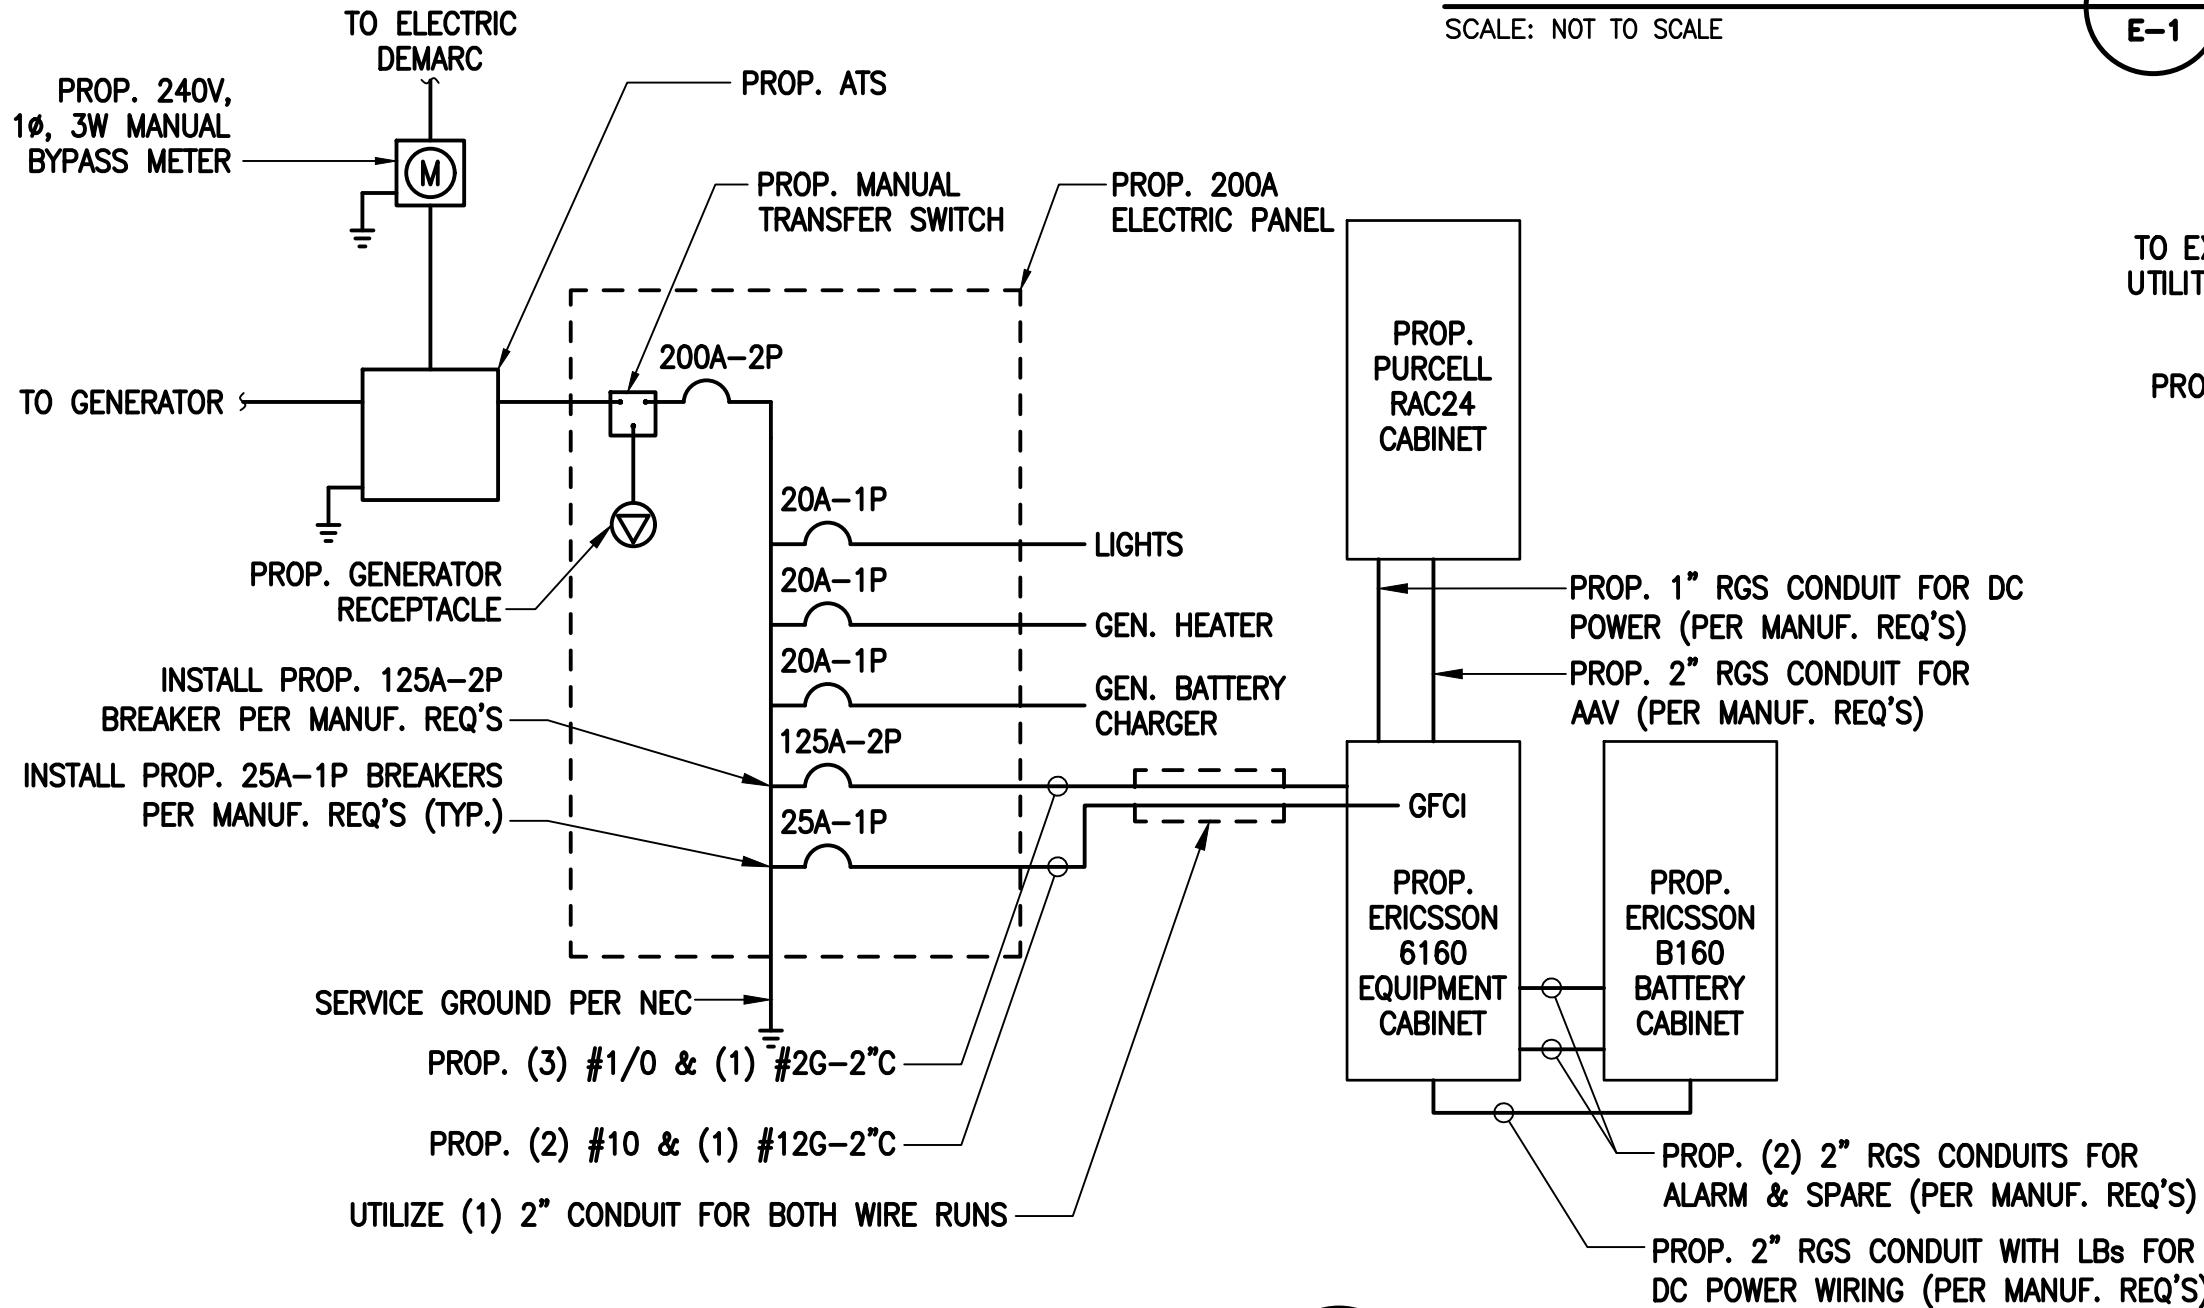 TO ELECTRIC
DEMARC
SCALE: NOT TO SCALE
E-1
PROP. 240V,
1ø, 3W MANUAL
BYPASS METER
M
PROP. ATS
PROP. MANUAL
TRANSFER SWITCH
PROP. 200A
ELECTRIC PANEL
200A-2P
TO GENERATOR
PROP.
PURCELL
RAC24
CABINET
20A-1P
LIGHTS
20A-1P
GEN. HEATER
20A-1P
GEN. BATTERY
CHARGER
125A-2P
25A-1P
PROP. GENERATOR
RECEPTACLE
INSTALL PROP. 125A-2P
BREAKER PER MANUF. REQ'S
INSTALL PROP. 25A-1P BREAKERS
PER MANUF. REQ'S (TYP.)
PROP. 1" RGS CONDUIT FOR DC
POWER (PER MANUF. REQ'S)
PROP. 2" RGS CONDUIT FOR
AAV (PER MANUF. REQ'S)
GFCI
PROP.
ERICSSON
6160
EQUIPMENT
CABINET
PROP.
ERICSSON
B160
BATTERY
CABINET
SERVICE GROUND PER NEC
PROP. (3) #1/0 & (1) #2G-2"C
PROP. (2) #10 & (1) #12G-2"C
UTILIZE (1) 2" CONDUIT FOR BOTH WIRE RUNS
PROP. (2) 2" RGS CONDUITS FOR
ALARM & SPARE (PER MANUF. REQ'S)
PROP. 2" RGS CONDUIT WITH LBs FOR
DC POWER WIRING (PER MANUF. REQ'S)
TO